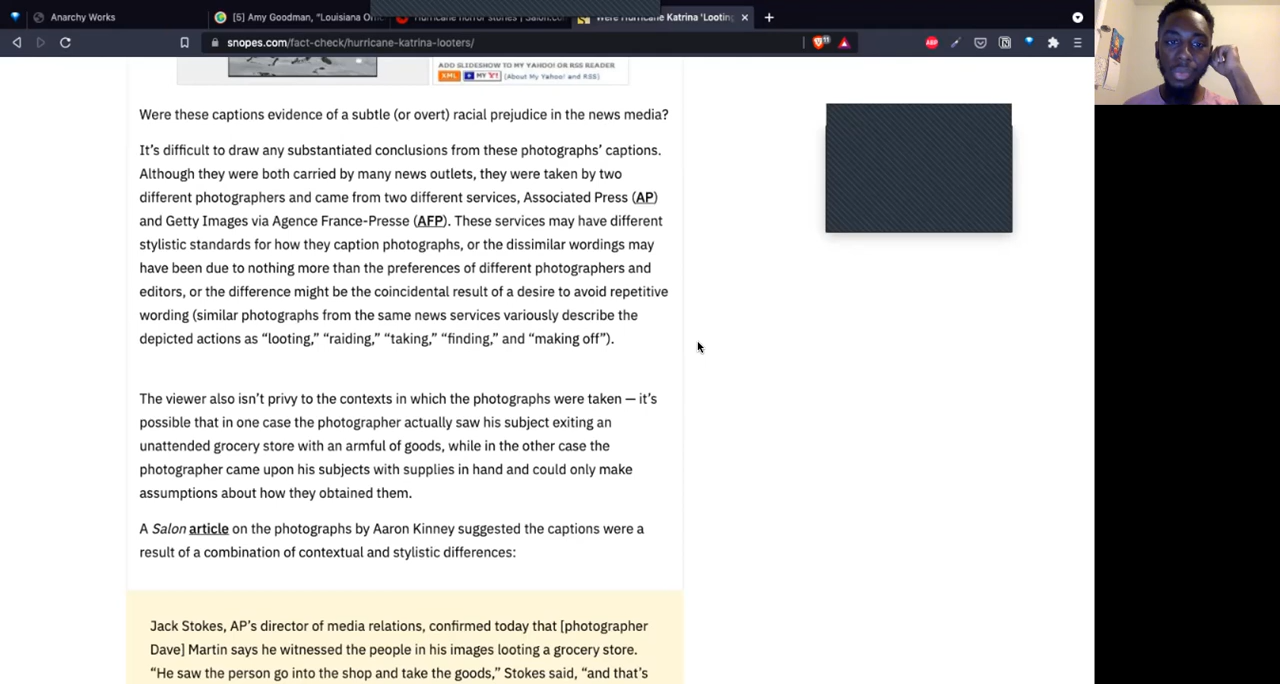 Anarchy Works
[5] Amy Goodman, "Louisiana Of
Hurricane horror stories | Salon.com
Were Hurricane Katrina 'Looting
snopes.com/fact-check/hurricane-katrina-looters/
ADD SLIDESHOW TO MY YAHOO! OR RSS READER
XML MY Y! (About My Yahoo! and RSS)
Were these captions evidence of a subtle (or overt) racial prejudice in the news media?
It's difficult to draw any substantiated conclusions from these photographs' captions.
Although they were both carried by many news outlets, they were taken by two
different photographers and came from two different services, Associated Press (AP)
and Getty Images via Agence France-Presse (AFP). These services may have different
stylistic standards for how they caption photographs, or the dissimilar wordings may
have been due to nothing more than the preferences of different photographers and
editors, or the difference might be the coincidental result of a desire to avoid repetitive
wording (similar photographs from the same news services variously describe the
depicted actions as "looting," "raiding," "taking," "finding," and "making off").
The viewer also isn't privy to the contexts in which the photographs were taken — it's
possible that in one case the photographer actually saw his subject exiting an
unattended grocery store with an armful of goods, while in the other case the
photographer came upon his subjects with supplies in hand and could only make
assumptions about how they obtained them.
A Salon article on the photographs by Aaron Kinney suggested the captions were a
result of a combination of contextual and stylistic differences:
Jack Stokes, AP's director of media relations, confirmed today that [photographer
Dave] Martin says he witnessed the people in his images looting a grocery store.
"He saw the person go into the shop and take the goods," Stokes said, "and that's